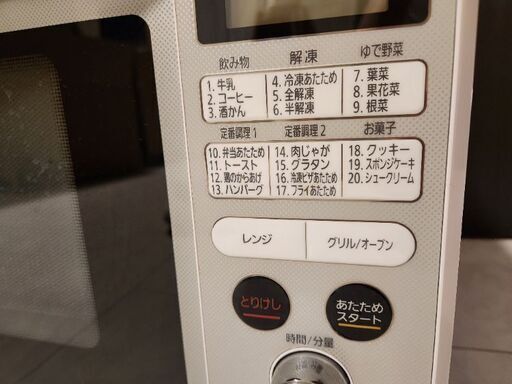 飲み物
解凍
ゆで野菜
1. 牛乳
2. コーヒー
3. 酒かん
4. 冷凍あたため
5. 全解凍
6. 半解凍
7. 葉菜
8. 果花菜
9. 根菜
定番調理1
定番調理2
お菓子
10. 弁当あたため
11. トースト
12. 鶏のからあげ
13. ハンバーグ
14. 肉じゃが
15. グラタン
16. 冷凍ピザあたため
17. フライあたため
18. クッキー
19. スポンジケーキ
20. シュークリーム
レンジ
グリル/オーブン
とりけし
あたため
スタート
時間/分量